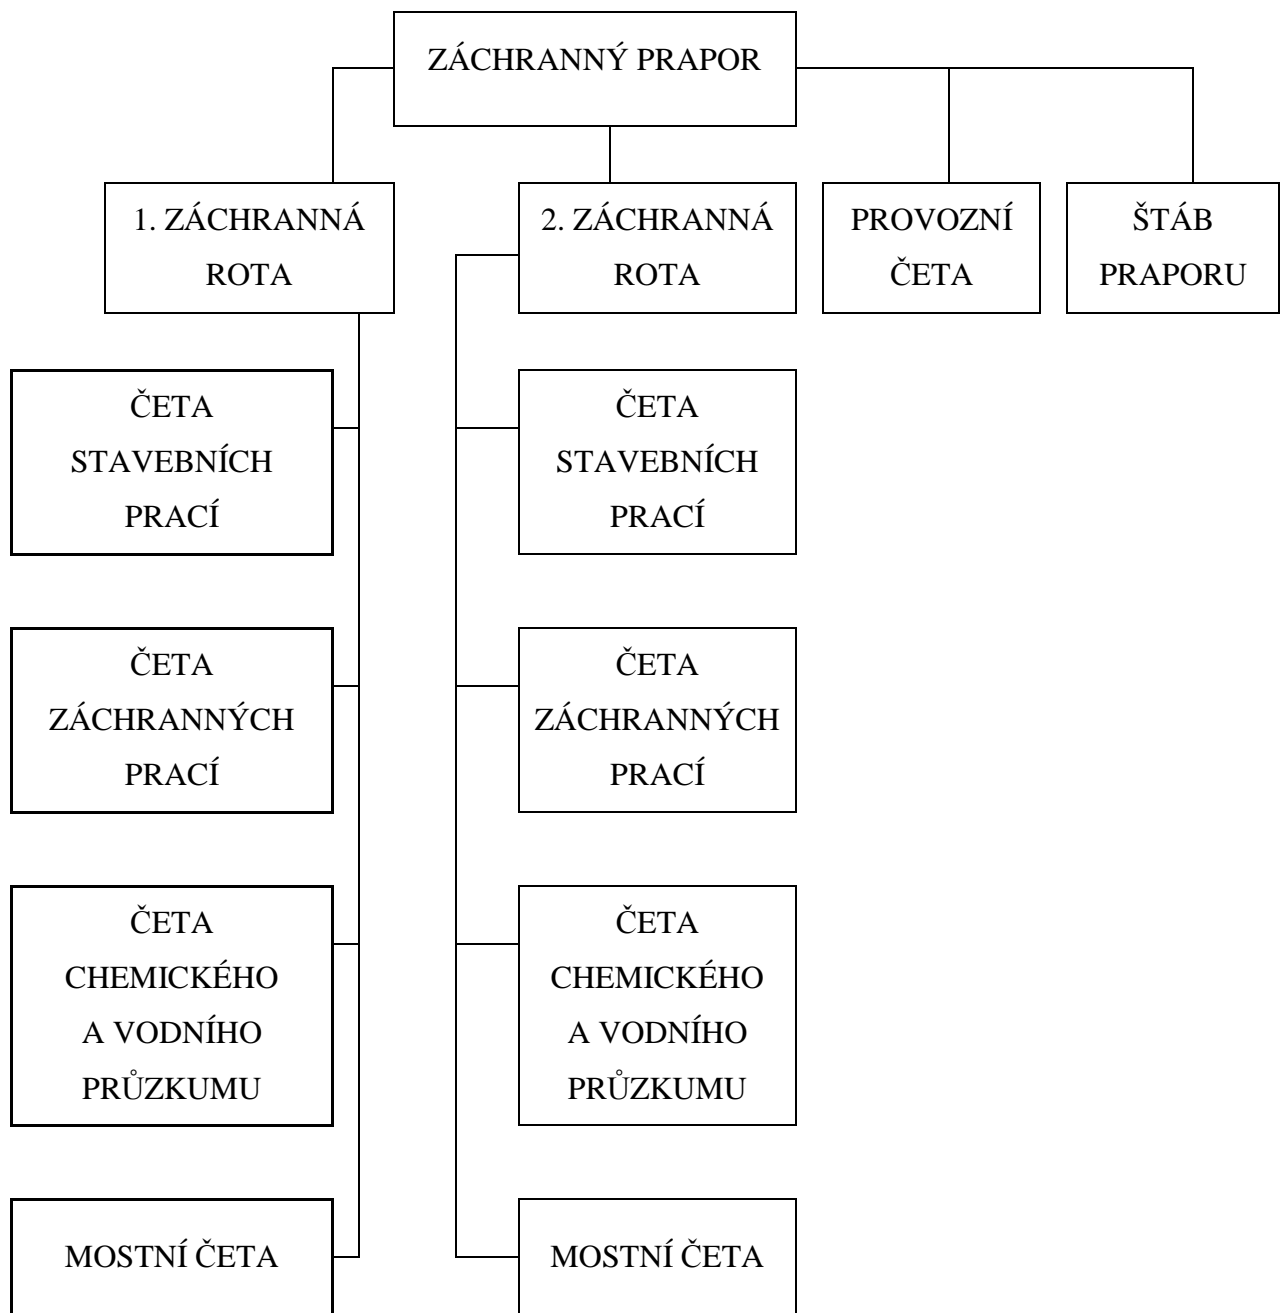 ZÁCHRANNÝ PRAPOR
1. ZÁCHRANNÁ
ROTA
2. ZÁCHRANNÁ
ROTA
PROVOZNÍ
ČETA
ŠTÁB
PRAPORU
ČETA
STAVEBNÍCH
PRACÍ
ČETA
STAVEBNÍCH
PRACÍ
ČETA
ZÁCHRANNÝCH
PRACÍ
ČETA
ZÁCHRANNÝCH
PRACÍ
ČETA
CHEMICKÉHO
A VODNÍHO
PRŮZKUMU
ČETA
CHEMICKÉHO
A VODNÍHO
PRŮZKUMU
MOSTNÍ ČETA
MOSTNÍ ČETA